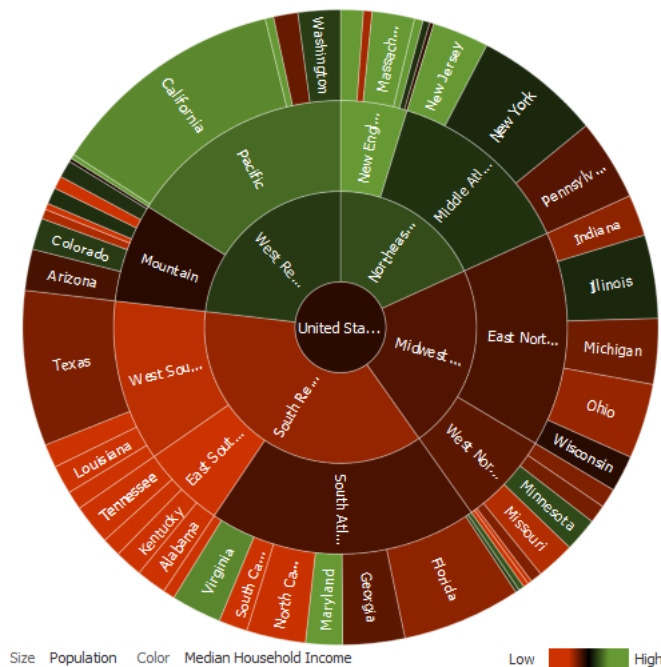 United Sta...
Northeas...
Midwest...
South Re...
West Re...
New Engl...
Middle Atl...
East Nort...
West Nor...
South Atl...
East Sout...
West Sou...
Mountain
Pacific
Massach...
New Jersey
New York
Pennsylv...
Indiana
Illinois
Michigan
Ohio
Wisconsin
Minnesota
Missouri
Florida
Georgia
Maryland
North Ca...
South Ca...
Virginia
Alabama
Kentucky
Tennessee
Louisiana
Texas
Arizona
Colorado
California
Washington
Size Population Color Median Household Income Low High